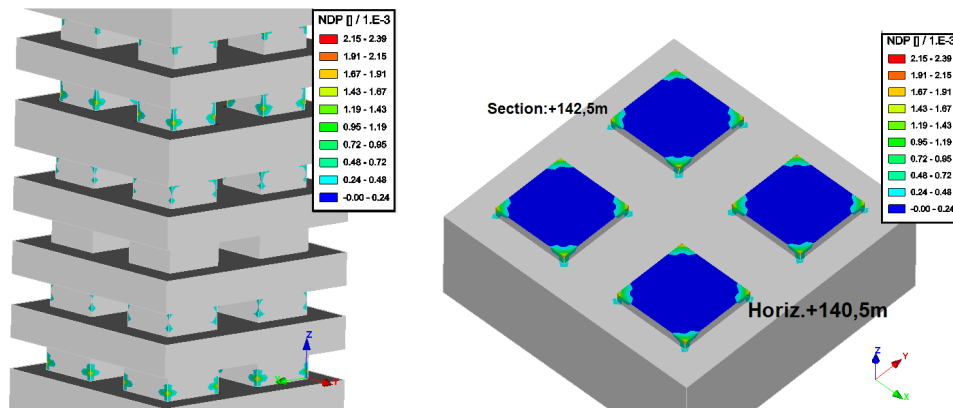 NDP [] / 1.E-3
2.15 - 2.39
1.91 - 2.15
1.67 - 1.91
1.43 - 1.67
1.19 - 1.43
0.95 - 1.19
0.72 - 0.95
0.48 - 0.72
0.24 - 0.48
-0.00 - 0.24
Z
Y
Section:+142,5m
Horiz.+140,5m
NDP [] / 1.E-3
2.15 - 2.39
1.91 - 2.15
1.67 - 1.91
1.43 - 1.67
1.19 - 1.43
0.95 - 1.19
0.72 - 0.95
0.48 - 0.72
0.24 - 0.48
-0.00 - 0.24
Z
Y
X